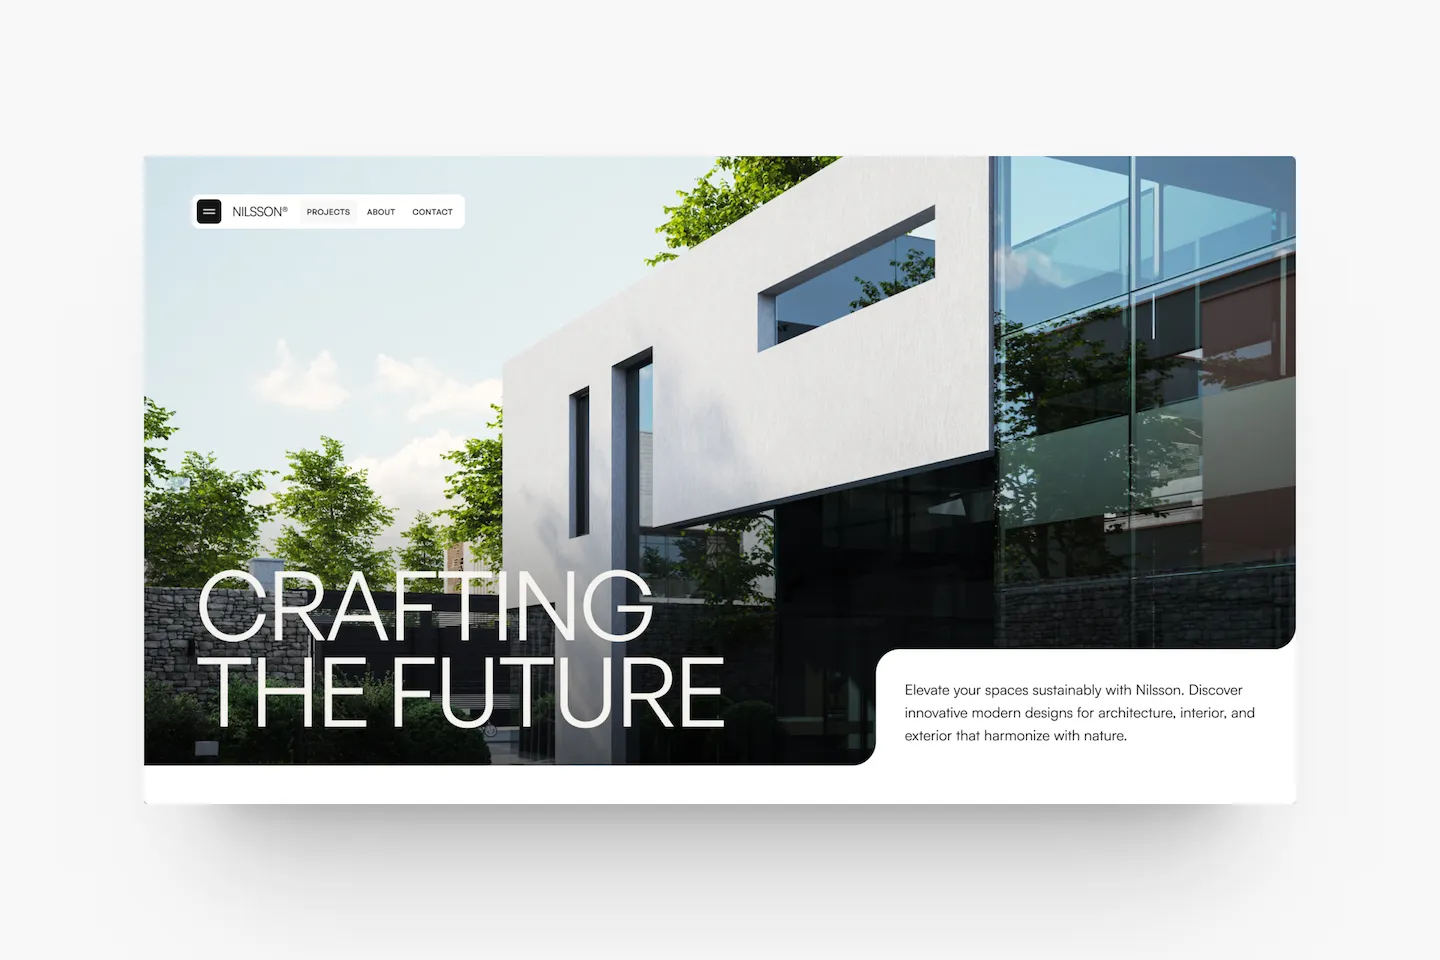 NILSSON® PROJECTS ABOUT CONTACT
CRAFTING
THE FUTURE
Elevate your spaces sustainably with Nilsson. Discover
innovative modern designs for architecture, interior, and
exterior that harmonize with nature.